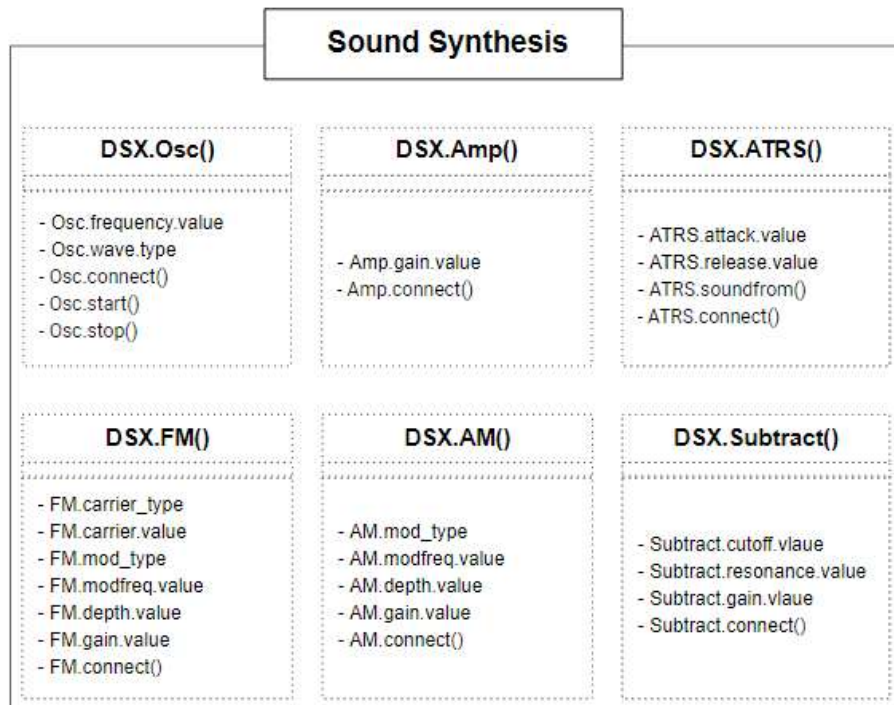 Sound Synthesis
DSX.Osc()
- Osc.frequency.value
- Osc.wave.type
- Osc.connect()
- Osc.start()
- Osc.stop()
DSX.Amp()
- Amp.gain.value
- Amp.connect()
DSX.ATRS()
- ATRS.attack.value
- ATRS.release.value
- ATRS.soundfrom()
- ATRS.connect()
DSX.FM()
- FM.carrier_type
- FM.carrier.value
- FM.mod_type
- FM.modfreq.value
- FM.depth.value
- FM.gain.value
- FM.connect()
DSX.AM()
- AM.mod_type
- AM.modfreq.value
- AM.depth.value
- AM.gain.value
- AM.connect()
DSX.Subtract()
- Subtract.cutoff.vlaue
- Subtract.resonance.value
- Subtract.gain.vlaue
- Subtract.connect()